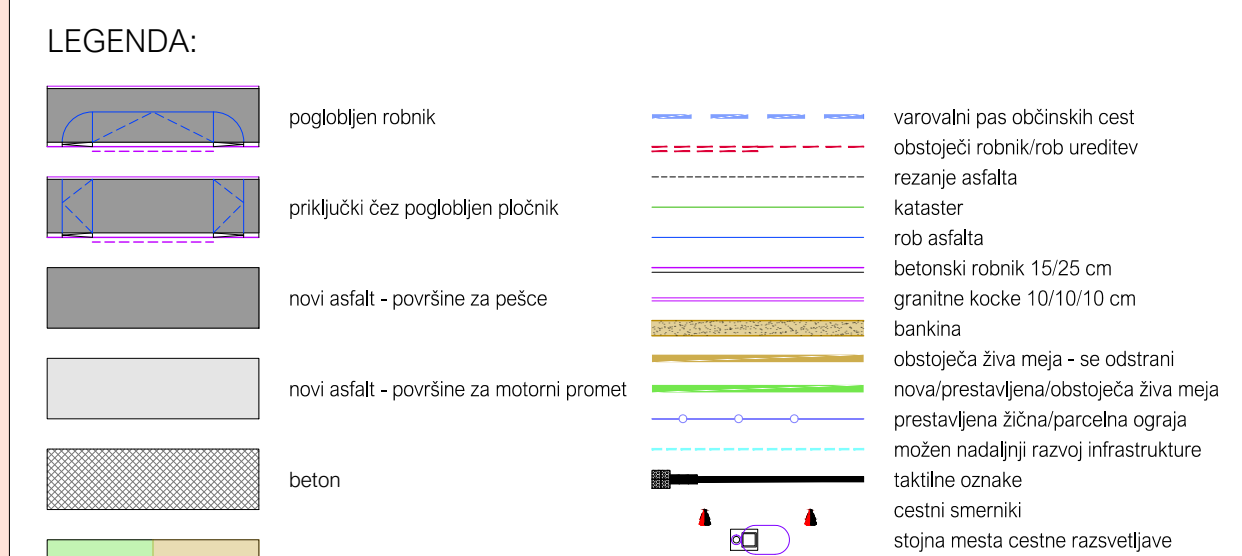 LEGENDA:
poglobljen robnik
priključki čez poglobljen pločnik
novi asfalt - površine za pešce
novi asfalt - površine za motorni promet
beton
varovalni pas občinskih cest
obstoječi robnik/rob ureditev
rezanje asfalta
kataster
rob asfalta
betonski robnik 15/25 cm
granitne kocke 10/10/10 cm
bankina
obstoječa živa meja - se odstrani
nova/prestavljena/obstoječa živa meja
prestavljena žična/parcelna ograja
možen nadaljnji razvoj infrastrukture
taktilne oznake
cestni smerniki
stojna mesta cestne razsvetljave